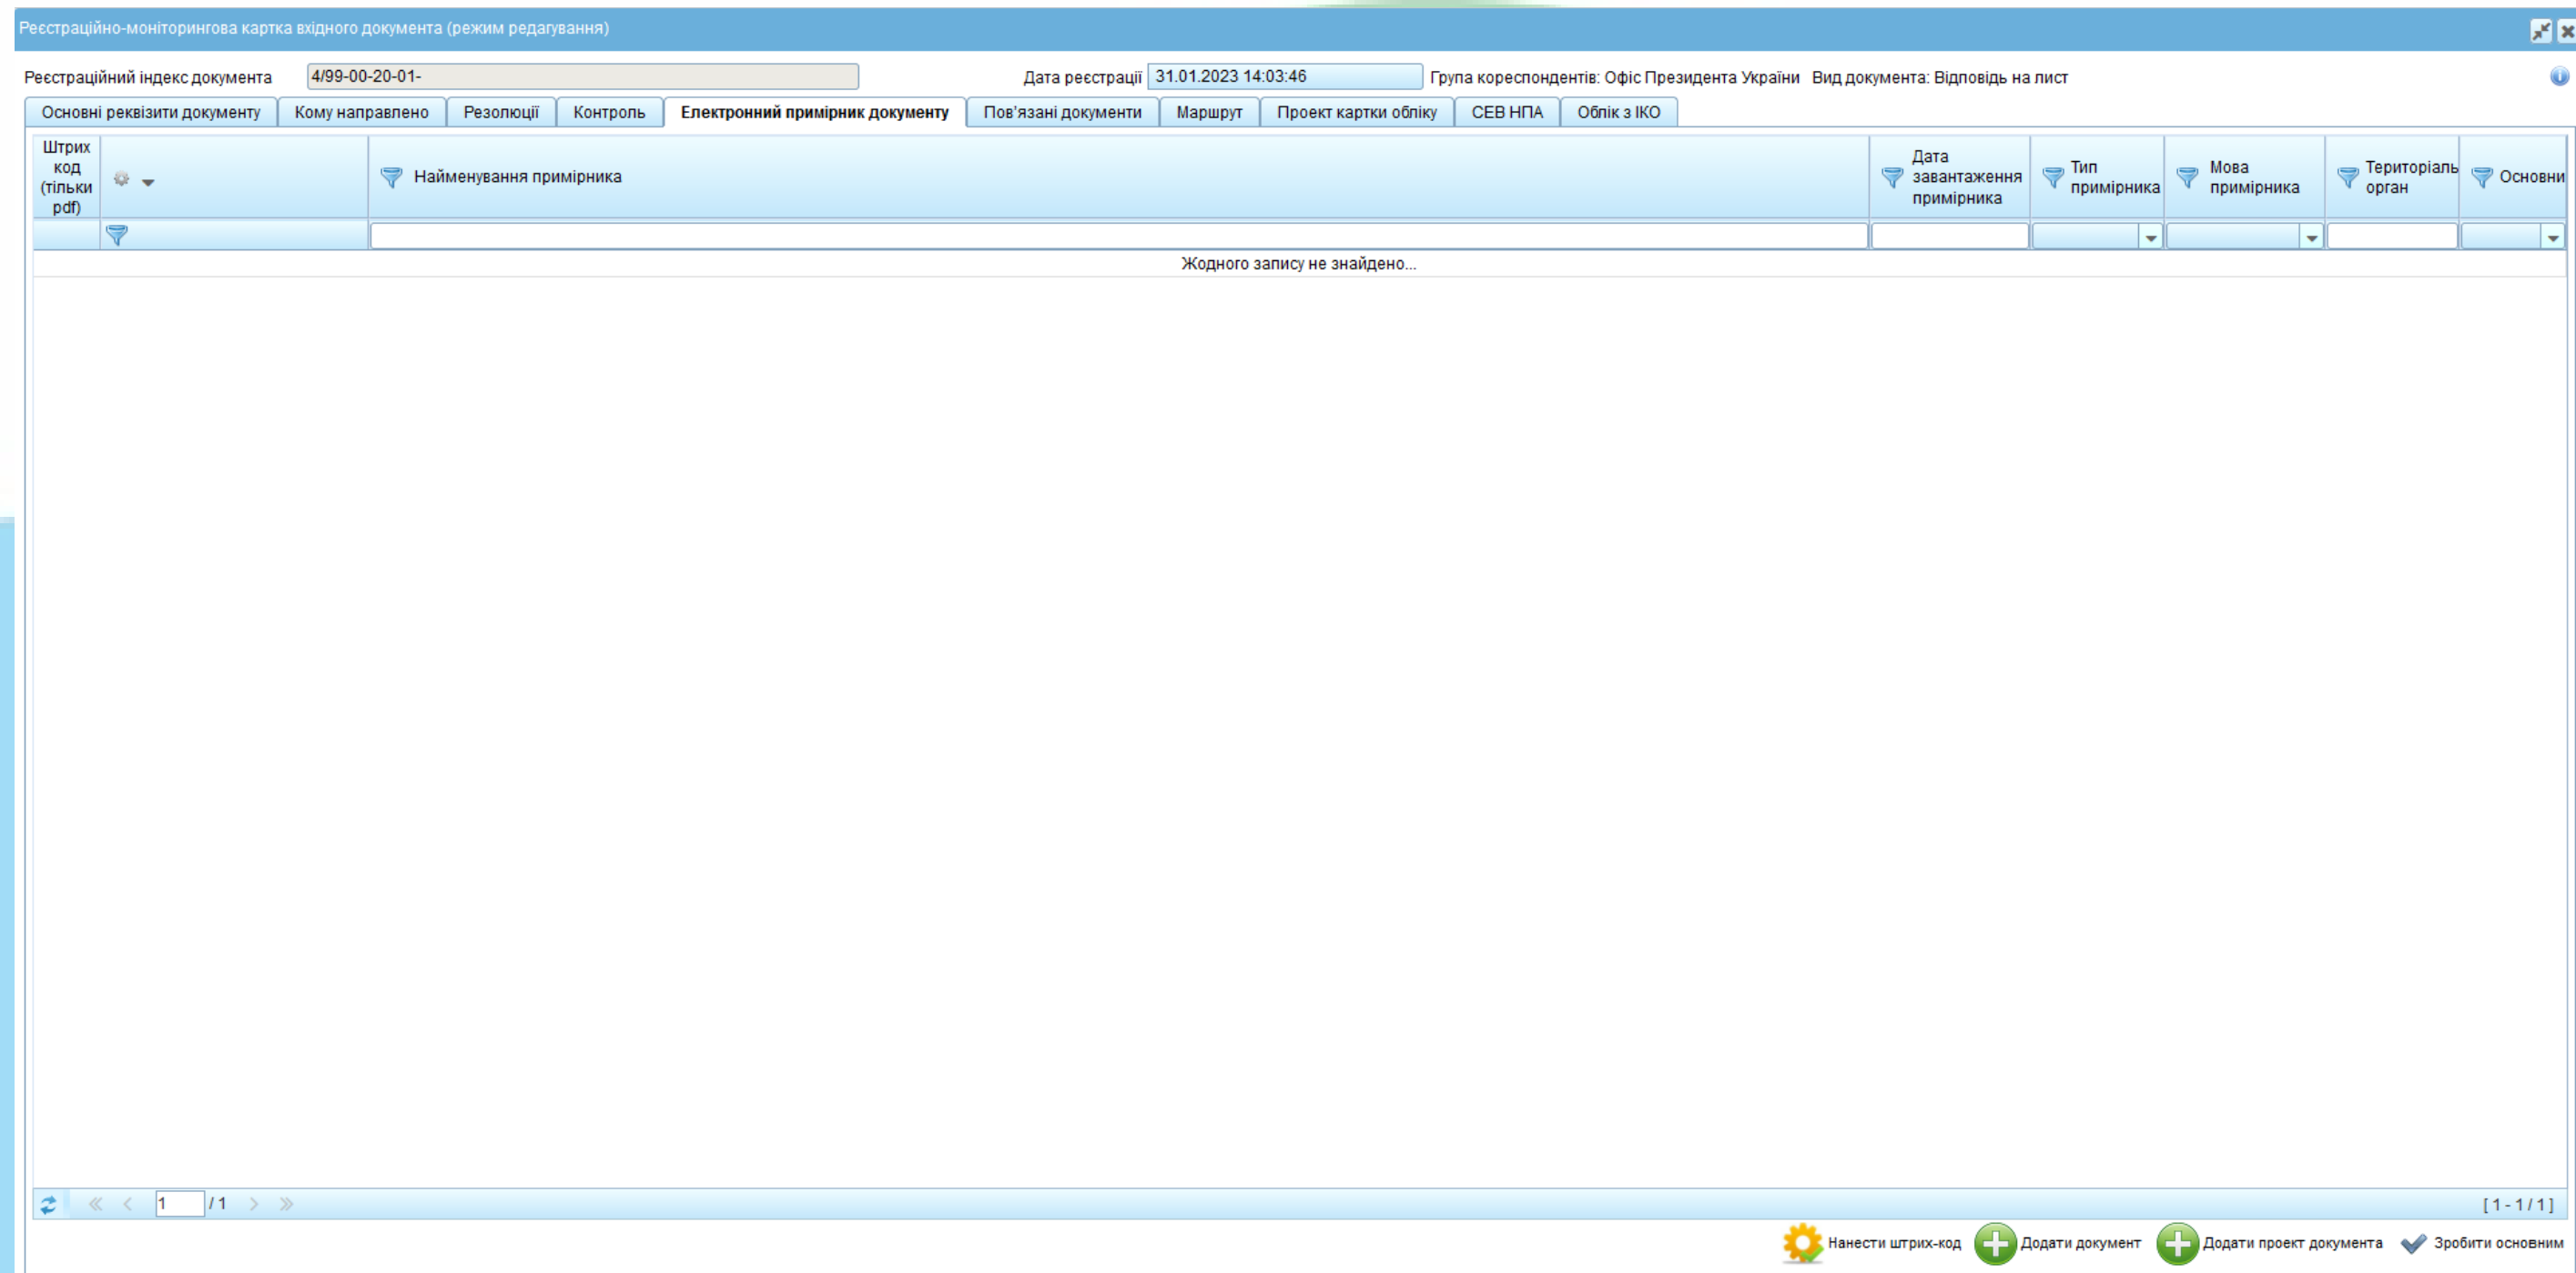 Реєстраційно-моніторингова картка вхідного документа (режим редагування)
Реєстраційний індекс документа 4/99-00-20-01- Дата реєстрації 31.01.2023 14:03:46 Група кореспондентів: Офіс Президента України Вид документа: Відповідь на лист
Основні реквізити документу Кому направлено Резолюції Контроль Електронний примірник документу Пов'язані документи Маршрут Проект картки обліку СЕВ НПА Облік з ІКО
Штрих
код
(тільки
pdf)
Найменування примірника
Дата
завантаження
примірника
Тип
примірника
Мова
примірника
Територіаль
орган
Основни
Жодного запису не знайдено...
1 / 1 [ 1 - 1 / 1 ]
Нанести штрих-код Додати документ Додати проект документа Зробити основним